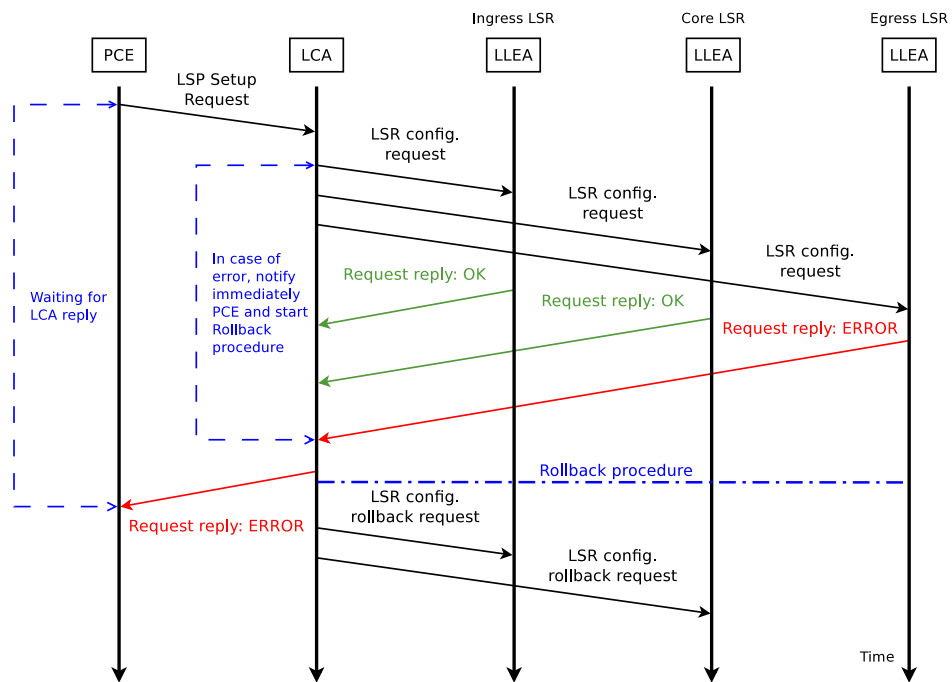 Ingress LSR
Core LSR
Egress LSR
PCE
LCA
LLEA
LLEA
LLEA
LSP Setup
Request
LSR config.
request
LSR config.
request
LSR config.
request
In case of
error, notify
immediately
PCE and start
Rollback
procedure
Waiting for
LCA reply
Request reply: OK
Request reply: OK
Request reply: ERROR
Rollback procedure
Request reply: ERROR
LSR config.
rollback request
LSR config.
rollback request
Time